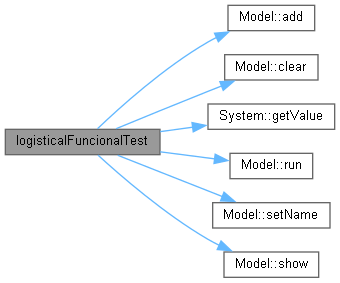 Model::add
Model::clear
System::getValue
logisticalFuncionalTest
Model::run
Model::setName
Model::show